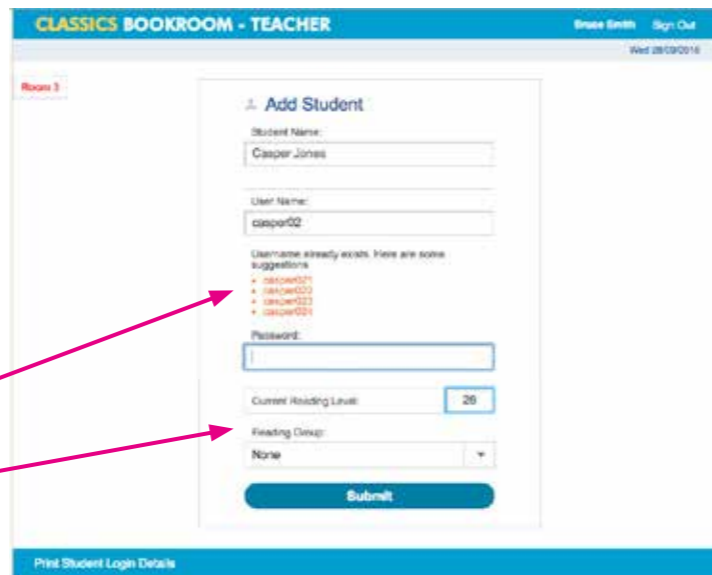 CLASSICS BOOKROOM - TEACHER
Bruce Smith Sign Out
Wed 28/09/2016
Room 3
Add Student
Student Name:
Casper Jones
User Name:
casper02
Username already exists. Here are some
suggestions
casper021
casper022
casper023
casper024
Password:
Current Reading Level:
26
Reading Group:
None
Submit
Print Student Login Details